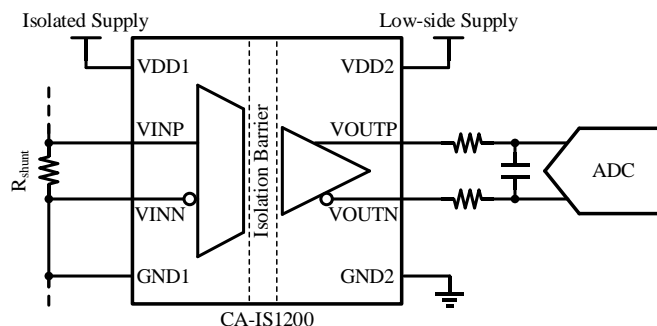 Isolated Supply
Low-side Supply
VDD1
VDD2
VINP
VOUTP
Rshunt
Isolation Barrier
ADC
VINN
VOUTN
GND1
GND2
CA-IS1200